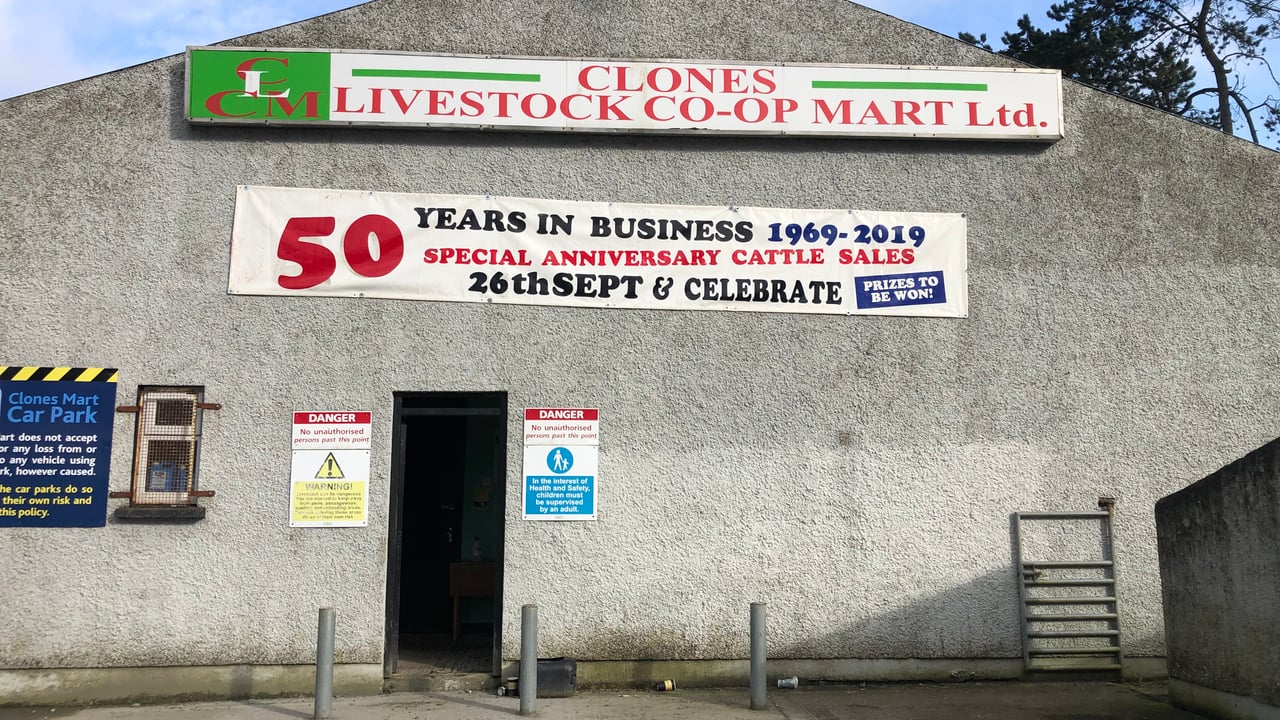 CLCM
CLONES
LIVESTOCK CO-OP MART Ltd.
50
YEARS IN BUSINESS 1969-2019
SPECIAL ANNIVERSARY CATTLE SALES
26thSEPT & CELEBRATE
PRIZES TO
BE WON!
Clones Mart
Car Park
art does not accept
or any loss from or
o any vehicle using
rk, however caused.
he car parks do so
their own risk and
this policy.
DANGER
No unauthorised
persons past this point
WARNING!
DANGER
No unauthorised
persons past this point
In the interest of
Health and Safety,
children must
be supervised
by an adult.